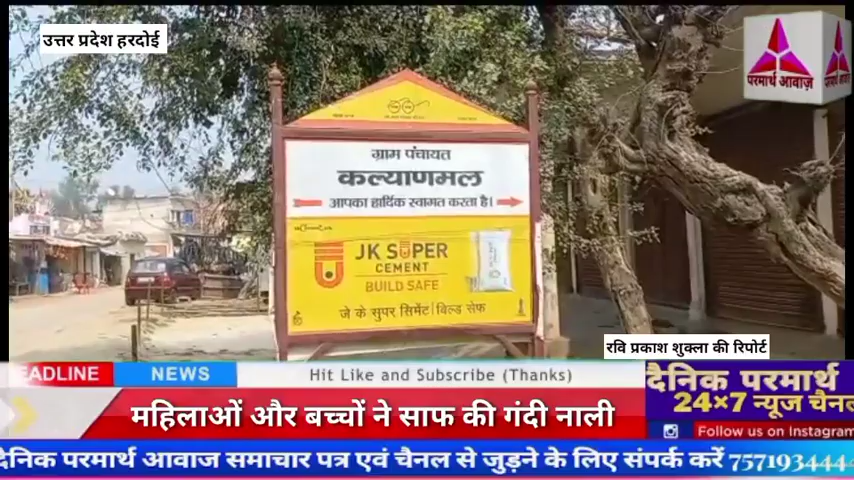 उत्तर प्रदेश हरदोई
परमार्थ आवाज़
ग्राम पंचायत
कल्याणमल
आपका हार्दिक स्वागत करता है।
JK SUPER
CEMENT
BUILD SAFE
जे के सुपर सिमेंट बिल्ड सेफ
रवि प्रकाश शुक्ला की रिपोर्ट
EADLINE NEWS
Hit Like and Subscribe (Thanks)
दैनिक परमार्थ
24×7 न्यूज चैनल
महिलाओं और बच्चों ने साफ की गंदी नाली
Follow us on Instagram
दैनिक परमार्थ आवाज समाचार पत्र एवं चैनल से जुड़ने के लिए संपर्क करें 757193444